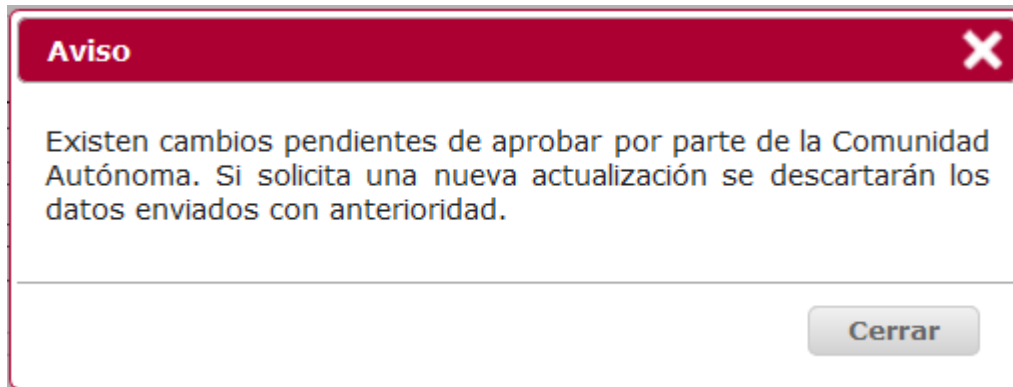 Aviso
Existen cambios pendientes de aprobar por parte de la Comunidad
Autónoma. Si solicita una nueva actualización se descartarán los
datos enviados con anterioridad.
Cerrar